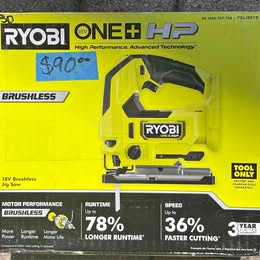 RYOBI ONE+ HP
High Performance. Advanced Technology.
$90.00
BRUSHLESS
RYOBI
18V Brushless
Jig Saw
TOOL
ONLY
MOTOR PERFORMANCE
BRUSHLESS
More Power
Longer Runtime
Longer Motor Life
RUNTIME
Up to
78%
LONGER RUNTIME*
SPEED
Up to
36%
FASTER CUTTING*
3 YEAR